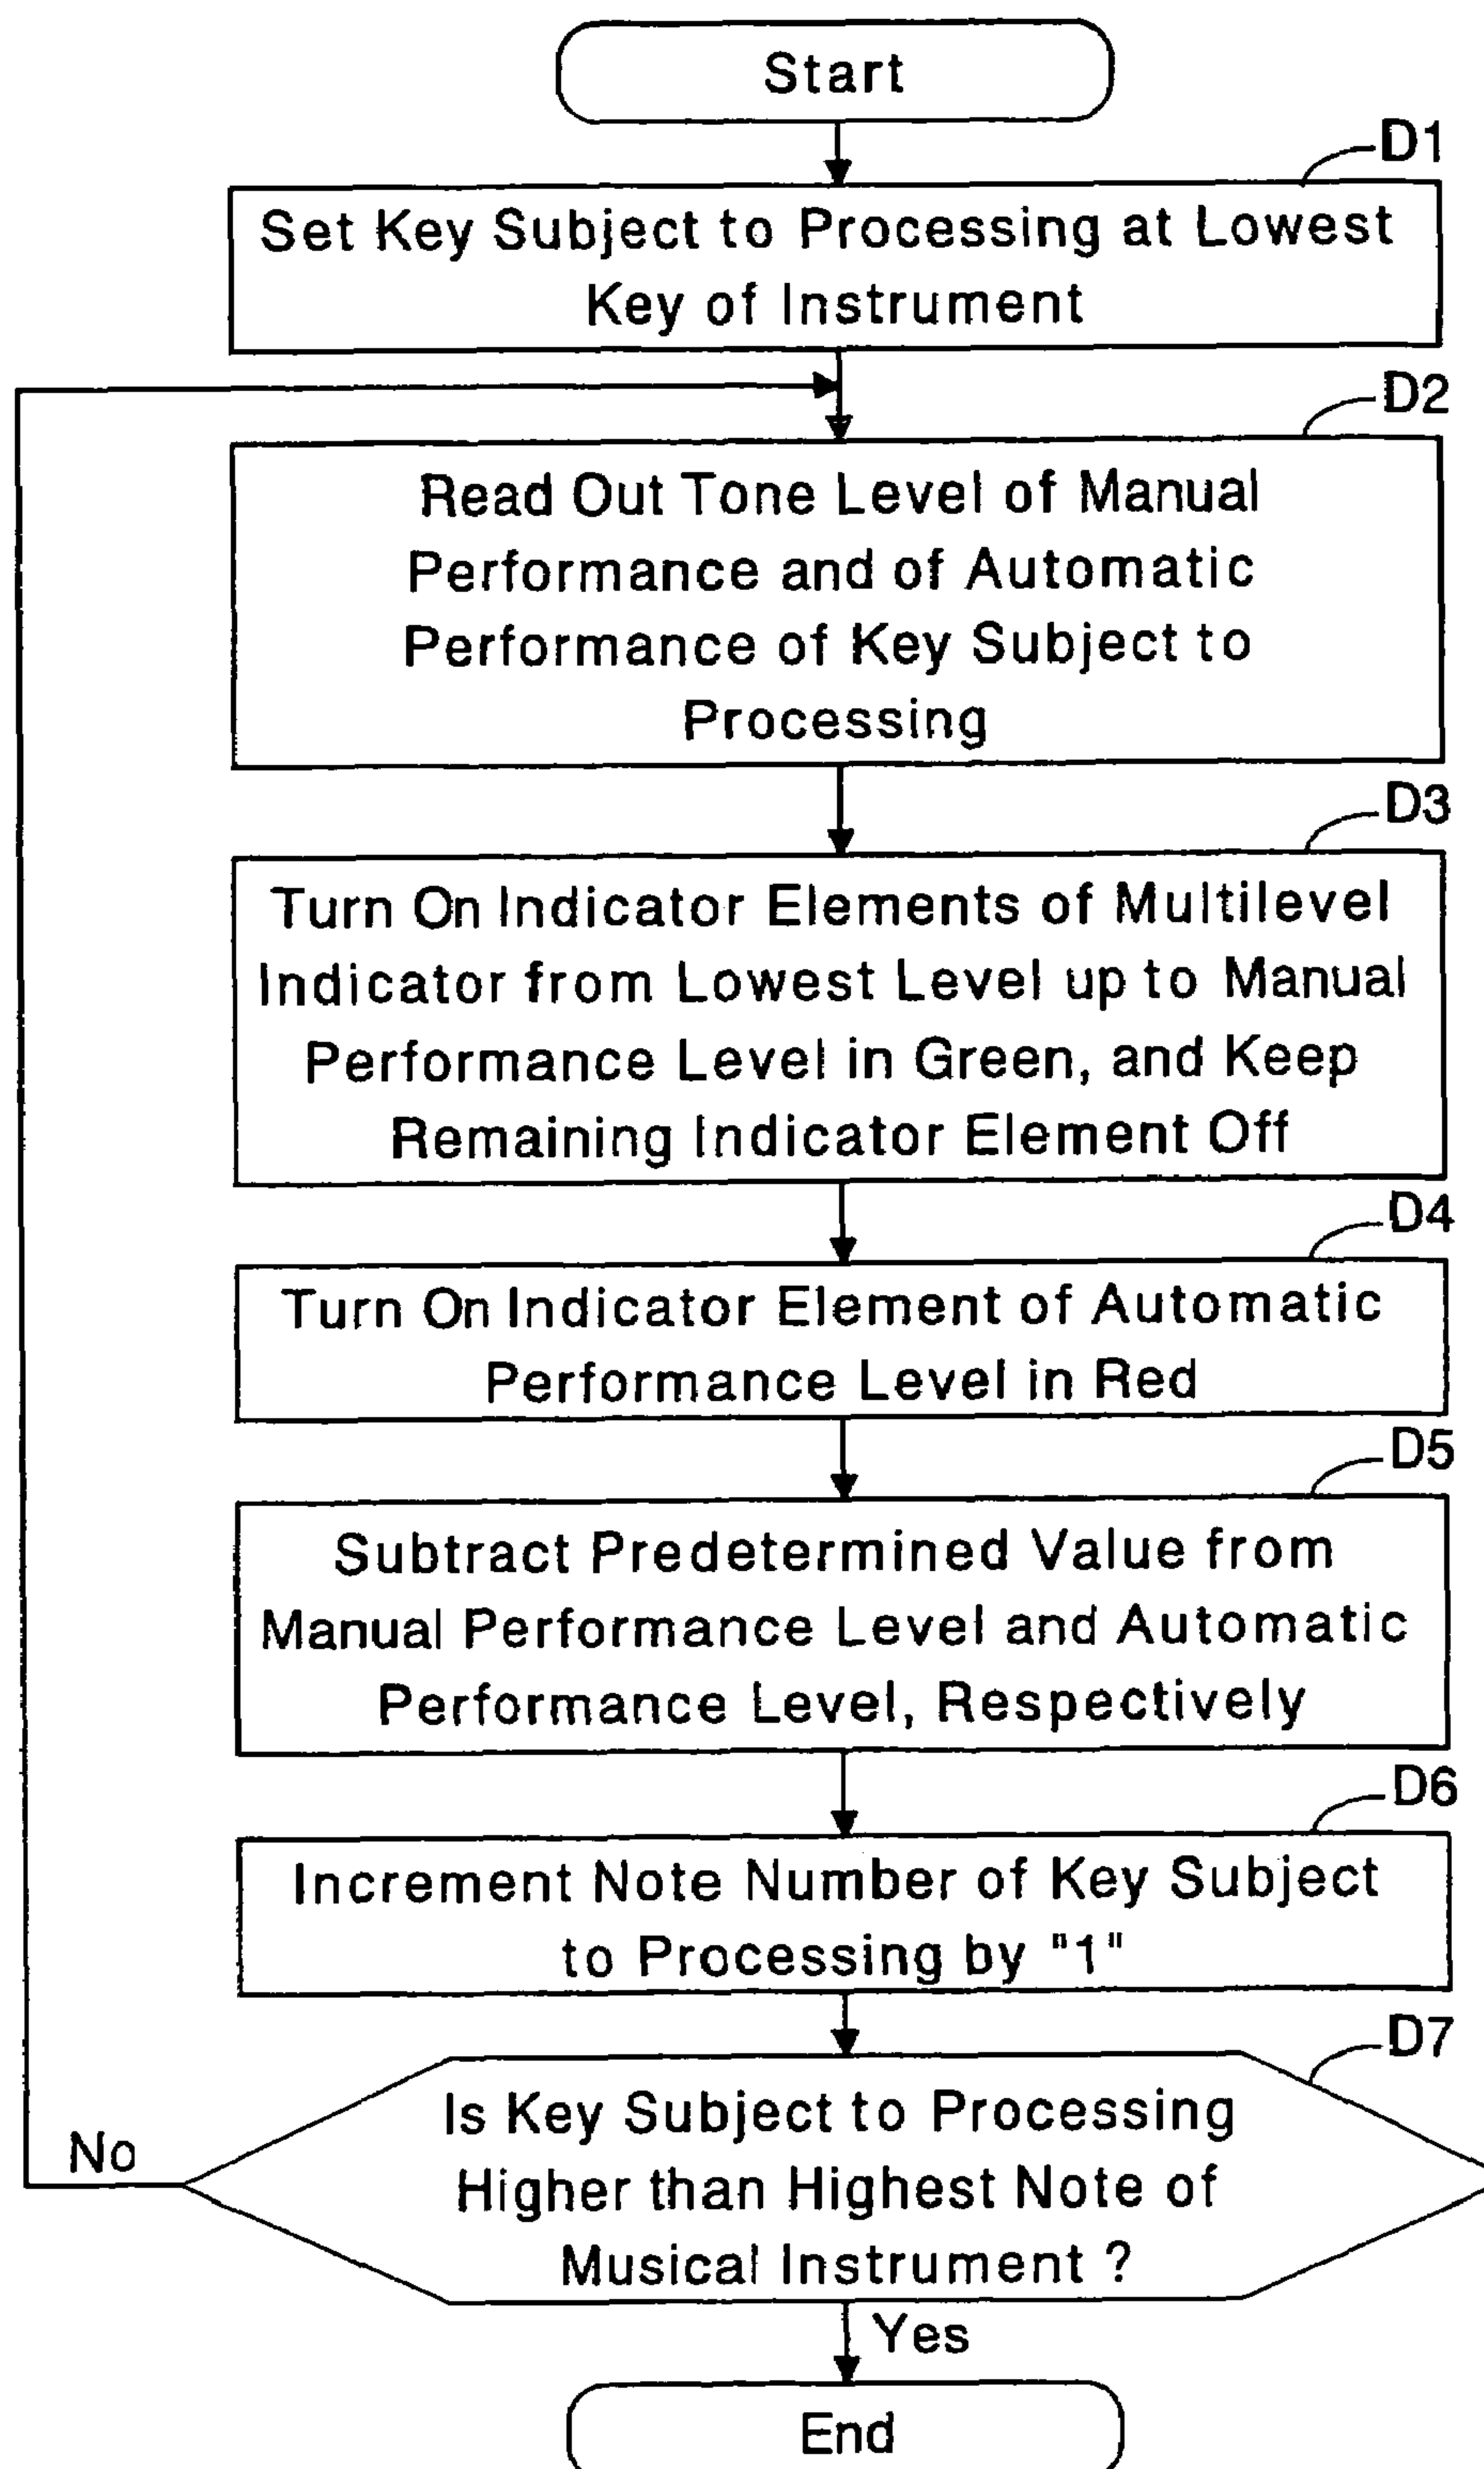 Start
D1
Set Key Subject to Processing at Lowest
Key of Instrument
D2
Read Out Tone Level of Manual
Performance and of Automatic
Performance of Key Subject to
Processing
D3
Turn On Indicator Elements of Multilevel
Indicator from Lowest Level up to Manual
Performance Level in Green, and Keep
Remaining Indicator Element Off
D4
Turn On Indicator Element of Automatic
Performance Level in Red
D5
Subtract Predetermined Value from
Manual Performance Level and Automatic
Performance Level, Respectively
D6
Increment Note Number of Key Subject
to Processing by "1"
D7
Is Key Subject to Processing
Higher than Highest Note of
Musical Instrument ?
No
Yes
End